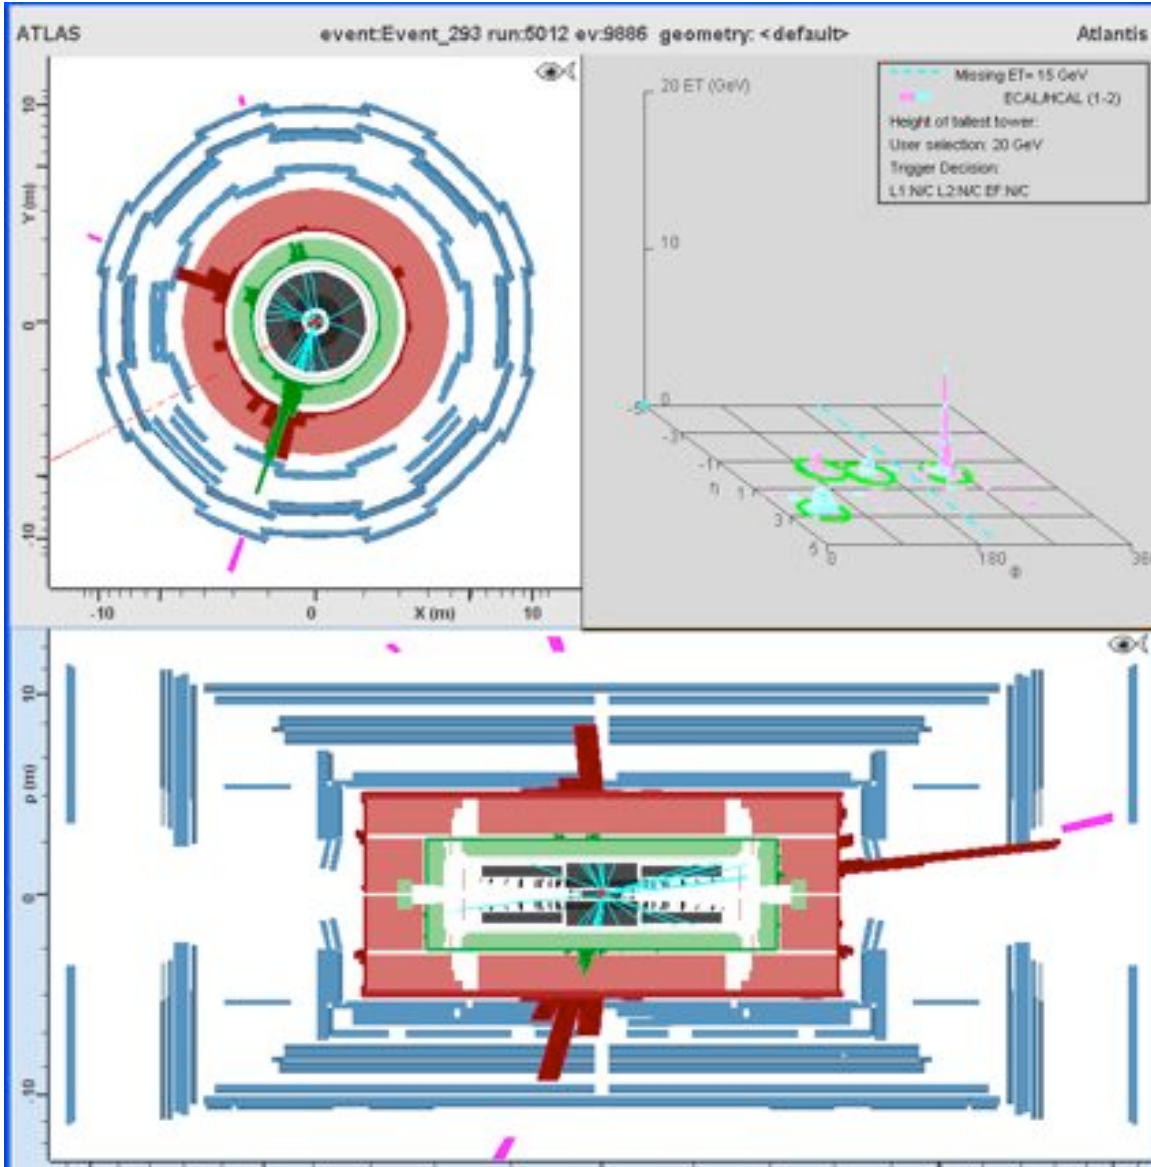 ATLAS event:Event_293 run:5012 ev:9886 geometry: <default> Atlantis
Missing ET= 15 GeV
ECAL/HCAL (1-2)
Height of tallest tower:
User selection: 20 GeV
Trigger Decision:
L1:N/C L2:N/C EF:N/C
20 ET (GeV)
10
0
-5
-3
-1
η
1
3
5
0
180
360
Φ
10
Y (m)
0
-10
-10
0
X (m)
10
10
ρ (m)
0
-10